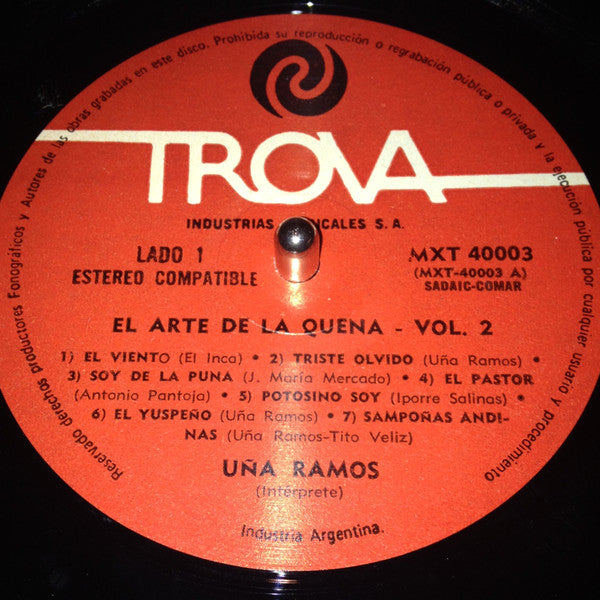 Reservado derechos productores Fonográficos y Autores de las obras grabadas en este disco. Prohibida su reproducción o regrabación pública o privada y la ejecución pública por cualquier usuario y procedimiento
TROVA
INDUSTRIAS ICALES S. A.
LADO 1
ESTEREO COMPATIBLE
MXT 40003
(MXT-40003 A)
SADAIC-COMAR
EL ARTE DE LA QUENA - VOL. 2
1) EL VIENTO (El Inca) • 2) TRISTE OLVIDO (Uña Ramos) •
3) SOY DE LA PUNA (J. María Mercado) • 4) EL PASTOR
(Antonio Pantoja) • 5) POTOSINO SOY (Iporre Salinas) •
6) EL YUSPEÑO (Uña Ramos) • 7) SAMPOÑAS ANDI-
NAS (Uña Ramos-Tito Veliz)
UÑA RAMOS
(Intérprete)
Industria Argentina.